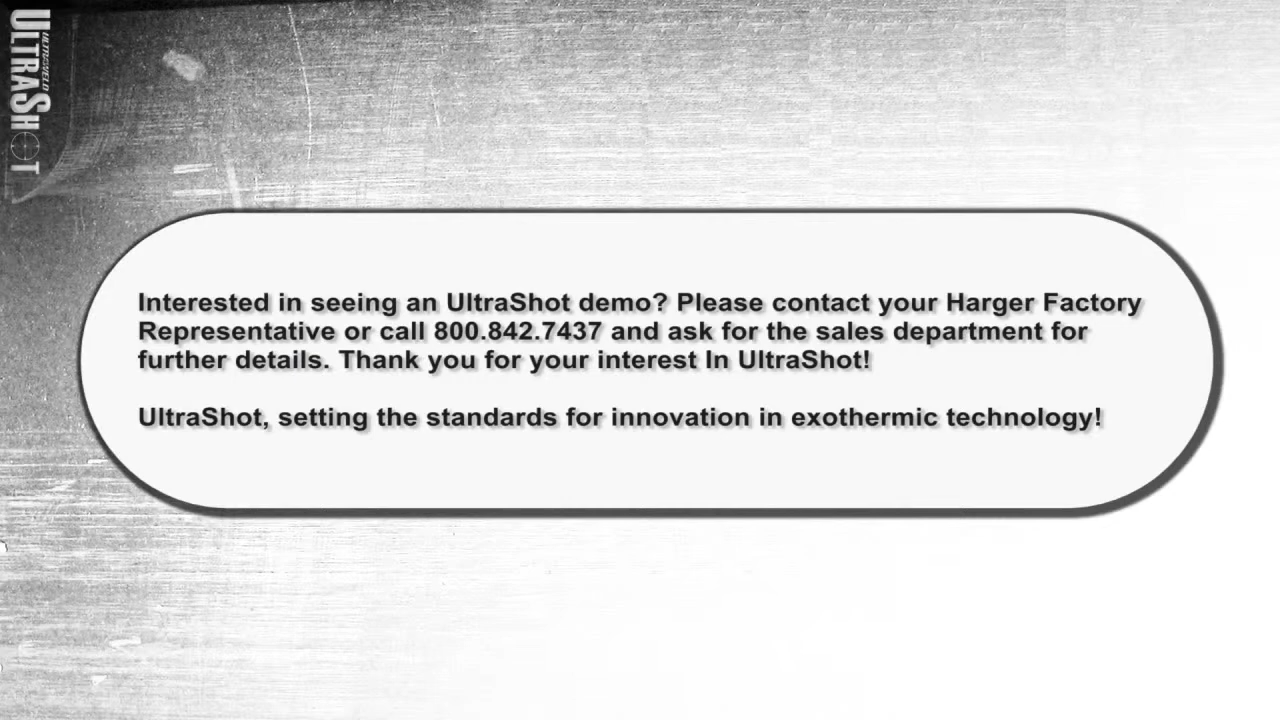 ULTRASHOT
ULTRAWELD
Interested in seeing an UltraShot demo? Please contact your Harger Factory
Representative or call 800.842.7437 and ask for the sales department for
further details. Thank you for your interest In UltraShot!
UltraShot, setting the standards for innovation in exothermic technology!